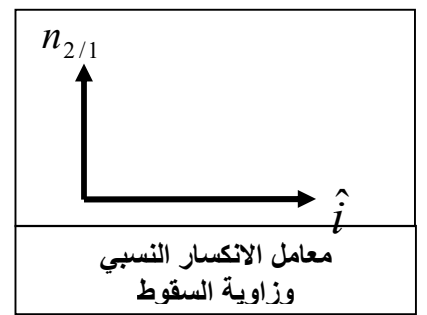 n₂/₁
î
معامل الانكسار النسبي
وزاوية السقوط